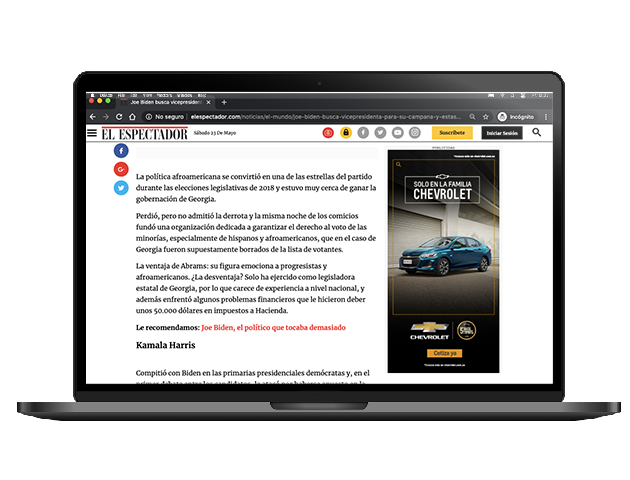 Joe Biden busca vicepresident
No seguro | elespectador.com/noticias/el-mundo/joe-biden-busca-vicepresidenta-para-su-campana-y-estas...
Incógnito
EL ESPECTADOR
Sábado 23 De Mayo
Suscríbete
Iniciar Sesión
PUBLICIDAD
La política afroamericana se convirtió en una de las estrellas del partido
durante las elecciones legislativas de 2018 y estuvo muy cerca de ganar la
gobernación de Georgia.
Perdió, pero no admitió la derrota y la misma noche de los comicios
fundó una organización dedicada a garantizar el derecho al voto de las
minorías, especialmente de hispanos y afroamericanos, que en el caso de
Georgia fueron supuestamente borrados de la lista de votantes.
La ventaja de Abrams: su figura emociona a progresistas y
afroamericanos. ¿La desventaja? Solo ha ejercido como legisladora
estatal de Georgia, por lo que carece de experiencia a nivel nacional, y
además enfrentó algunos problemas financieros que le hicieron deber
unos 50.000 dólares en impuestos a Hacienda.
Le recomendamos: Joe Biden, el político que tocaba demasiado
Kamala Harris
Compitió con Biden en las primarias presidenciales demócratas y, en el
SOLO EN LA FAMILIA
CHEVROLET
CHEVROLET
5
Cotiza ya